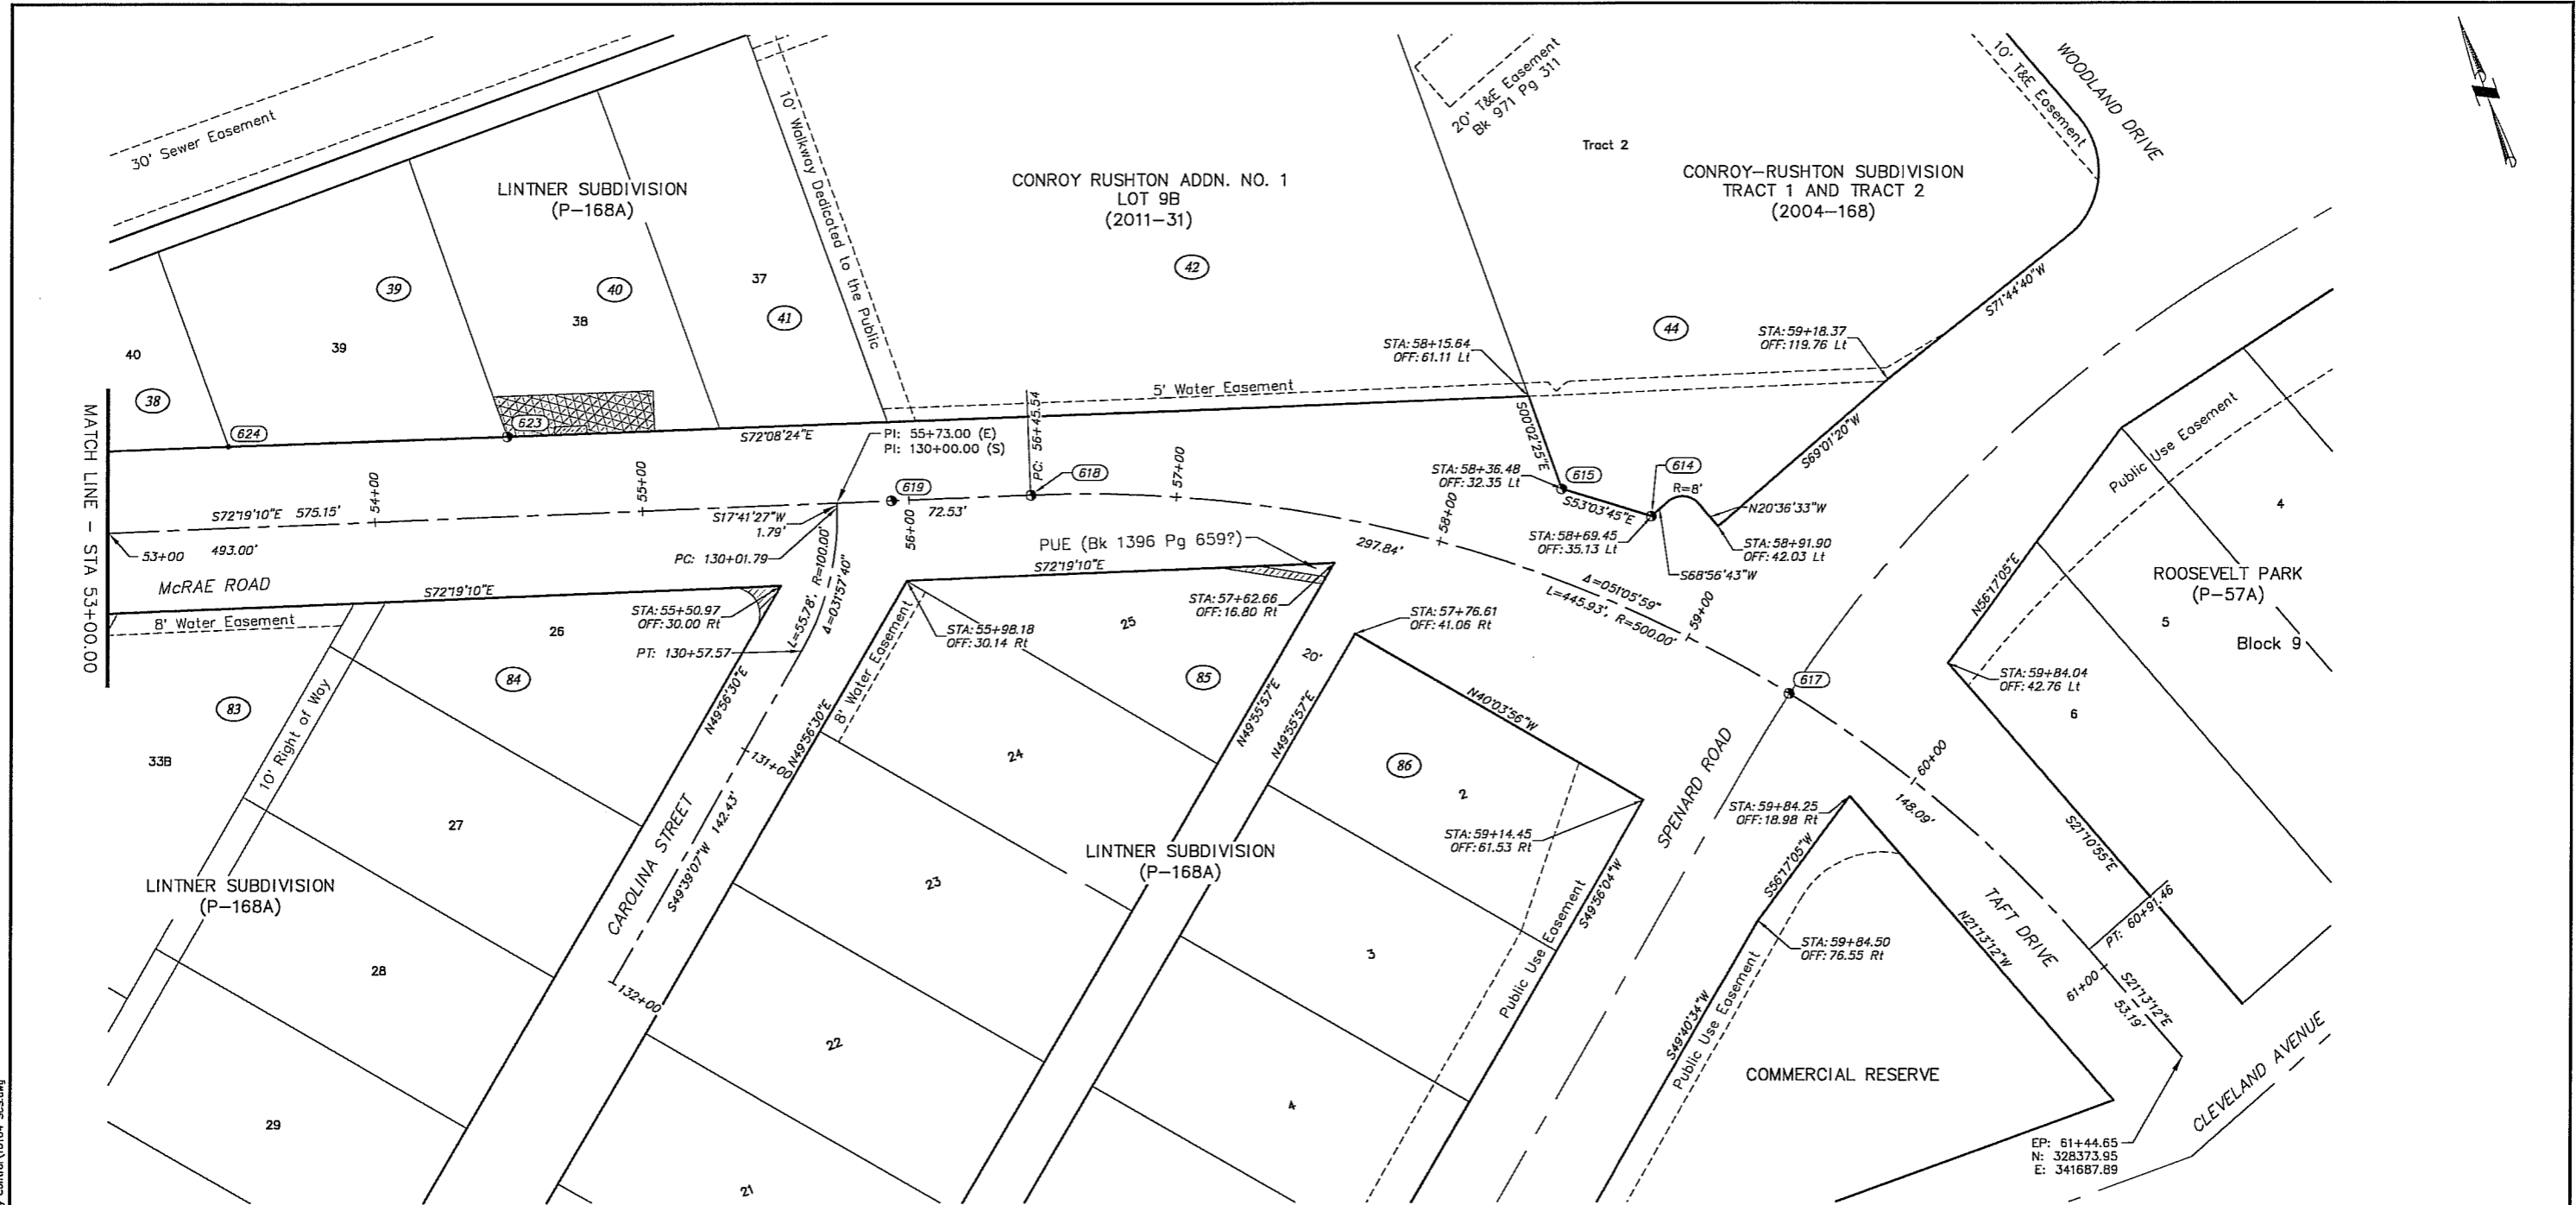 WOODLAND DRIVE
10' T&E Easement
20' T&E Easement
Bk 971 Pg 311
30' Sewer Easement
Tract 2
LINTNER SUBDIVISION
(P-168A)
10' Walkway Dedicated to the Public
CONROY RUSHTON ADDN. NO. 1
LOT 9B
(2011-31)
CONROY-RUSHTON SUBDIVISION
TRACT 1 AND TRACT 2
(2004-168)
42
39
40
37
41
38
39
40
38
44
S71°44'40"W
STA: 59+18.37
OFF: 119.76 Lt
STA: 58+15.64
OFF: 61.11 Lt
5' Water Easement
MATCH LINE - STA 53+00.00
624
623
S72°08'24"E
PI: 55+73.00 (E)
PI: 130+00.00 (S)
PC: 56+45.54
S00°02'25"E
S69°01'20"W
Public Use Easement
4
54+00
55+00
619
618
57+00
STA: 58+36.48
OFF: 32.35 Lt
615
614
R=8'
N20°36'33"W
S53°03'45"E
STA: 58+69.45
OFF: 35.13 Lt
STA: 58+91.90
OFF: 42.03 Lt
S68°56'43"W
S72°19'10"E 575.15'
S17°41'27"W
1.79'
56+00
72.53'
58+00
53+00
493.00'
PC: 130+01.79
PUE (Bk 1396 Pg 659?)
297.84'
McRAE ROAD
S72°19'10"E
S72°19'10"E
8' Water Easement
L=55.78', R=100.00'
Δ=031°57'40"
Δ=051°05'59"
L=445.93', R=500.00'
59+00
N56°17'05"E
ROOSEVELT PARK
(P-57A)
5
Block 9
STA: 55+50.97
OFF: 30.00 Rt
STA: 55+98.18
OFF: 30.14 Rt
STA: 57+62.66
OFF: 16.80 Rt
STA: 57+76.61
OFF: 41.06 Rt
26
25
PT: 130+57.57
20'
84
85
83
617
STA: 59+84.04
OFF: 42.76 Lt
6
N49°56'30"E
N49°56'30"E
8' Water Easement
N49°55'57"E
N49°55'57"E
N40°03'56"W
10' Right of Way
33B
131+00
24
86
2
SPENARD ROAD
60+00
148.09'
STA: 59+84.25
OFF: 18.98 Rt
STA: 59+14.45
OFF: 61.53 Rt
27
CAROLINA STREET
S49°39'07"W 142.43'
LINTNER SUBDIVISION
(P-168A)
23
LINTNER SUBDIVISION
(P-168A)
S56°17'05"W
S21°10'55"E
PT: 60+91.46
TAFT DRIVE
N21°13'12"W
STA: 59+84.50
OFF: 76.55 Rt
S49°56'04"W
Public Use Easement
3
28
132+00
61+00
S21°13'12"E
53.19'
S49°40'34"W
Public Use Easement
22
COMMERCIAL RESERVE
CLEVELAND AVENUE
29
4
21
EP: 61+44.65
N: 328373.95
E: 341687.89